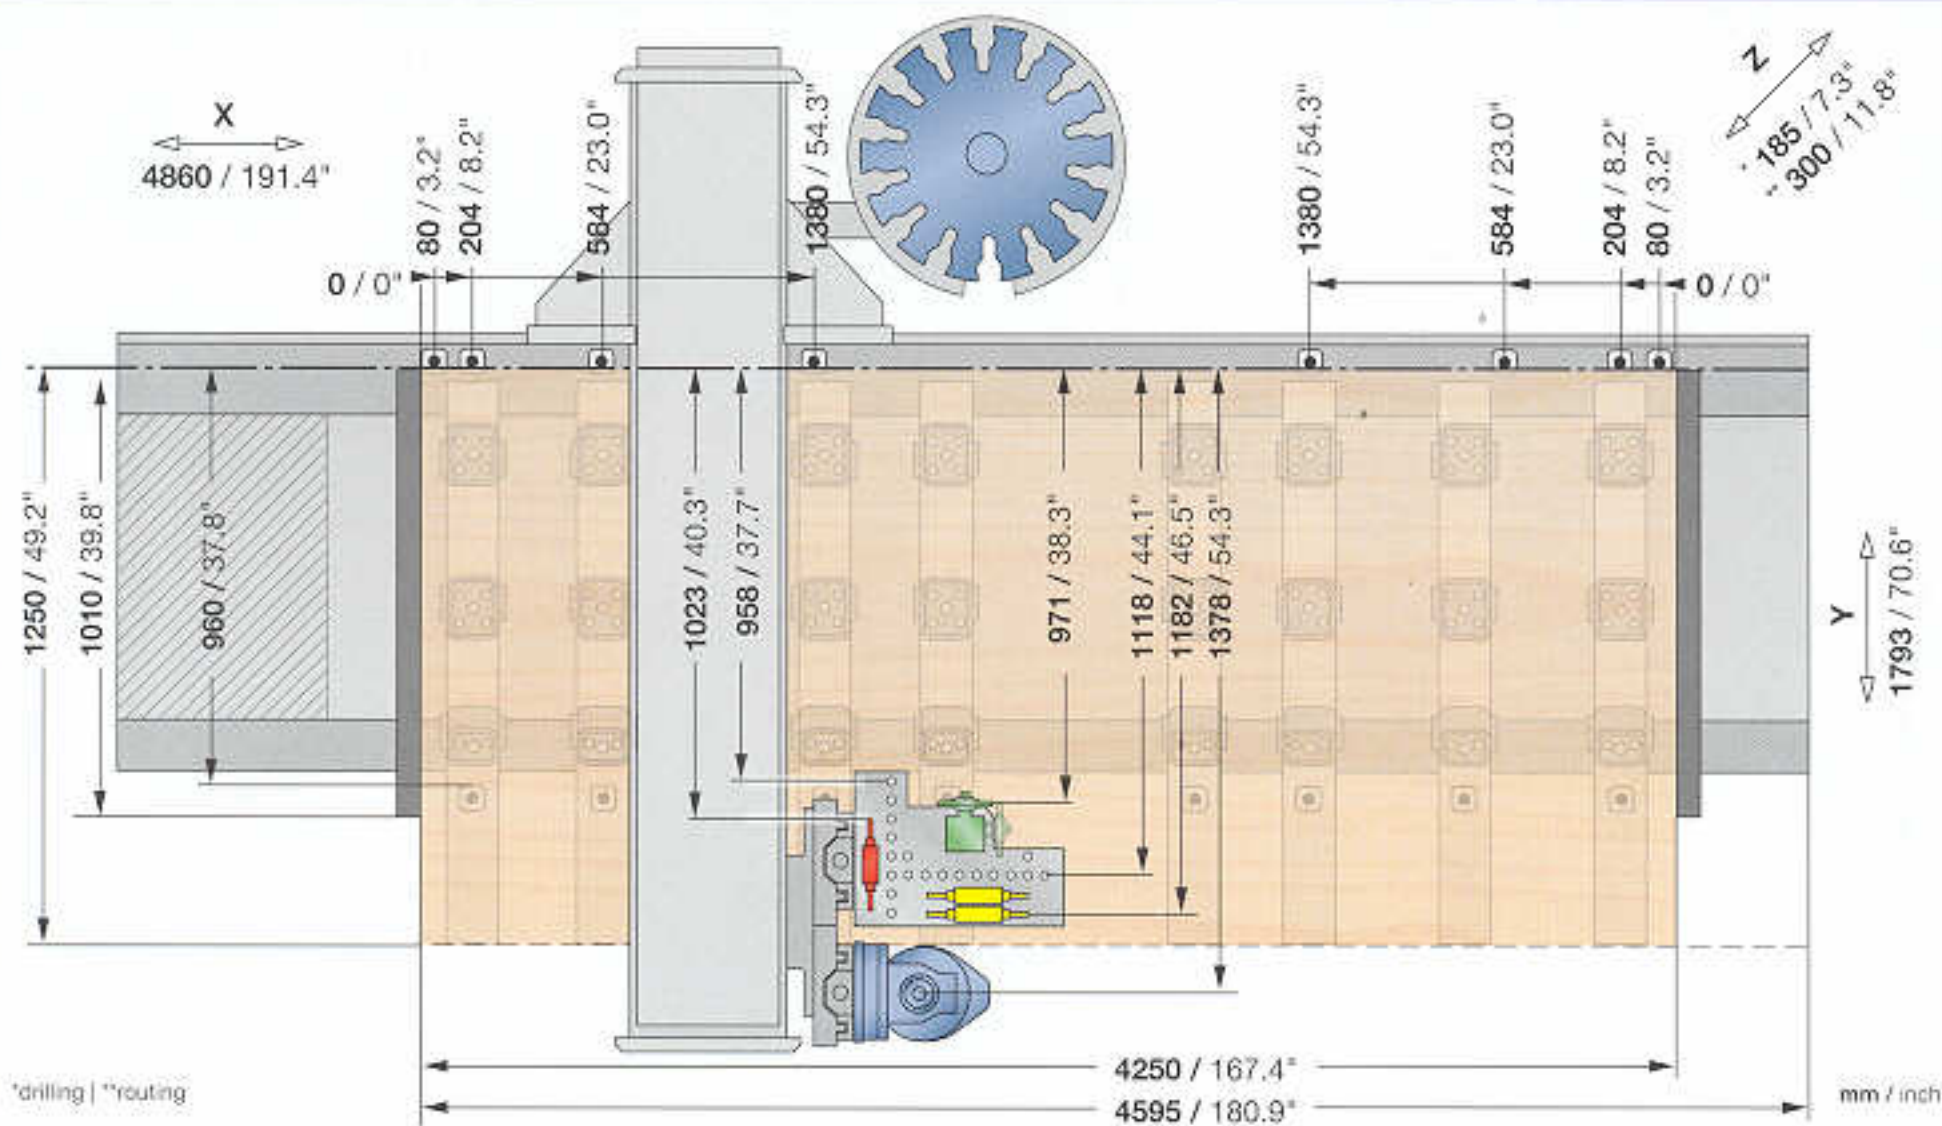 X
4860 / 191.4"
80 / 3.2"
204 / 8.2"
584 / 23.0"
1380 / 54.3"
1380 / 54.3"
584 / 23.0"
204 / 8.2"
80 / 3.2"
Z
* 185 / 7.3"
** 300 / 11.8"
0 / 0"
0 / 0"
1250 / 49.2"
1010 / 39.8"
960 / 37.8"
1023 / 40.3"
958 / 37.7"
971 / 38.3"
1118 / 44.1"
1182 / 46.5"
1378 / 54.3"
Y
1793 / 70.6"
4250 / 167.4"
4595 / 180.9"
*drilling | **routing
mm / inch